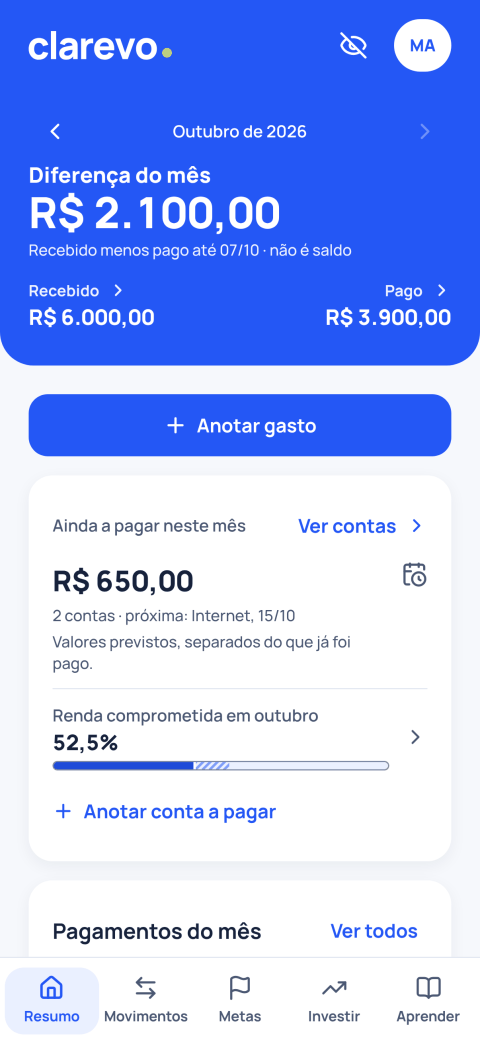 clarevo
MA
Outubro de 2026
Diferença do mês
R$ 2.100,00
Recebido menos pago até 07/10 · não é saldo
Recebido
Pago
R$ 6.000,00
R$ 3.900,00
+ Anotar gasto
Ainda a pagar neste mês
Ver contas
R$ 650,00
2 contas · próxima: Internet, 15/10
Valores previstos, separados do que já foi
pago.
Renda comprometida em outubro
52,5%
+ Anotar conta a pagar
Pagamentos do mês
Ver todos
Resumo
Movimentos
Metas
Investir
Aprender